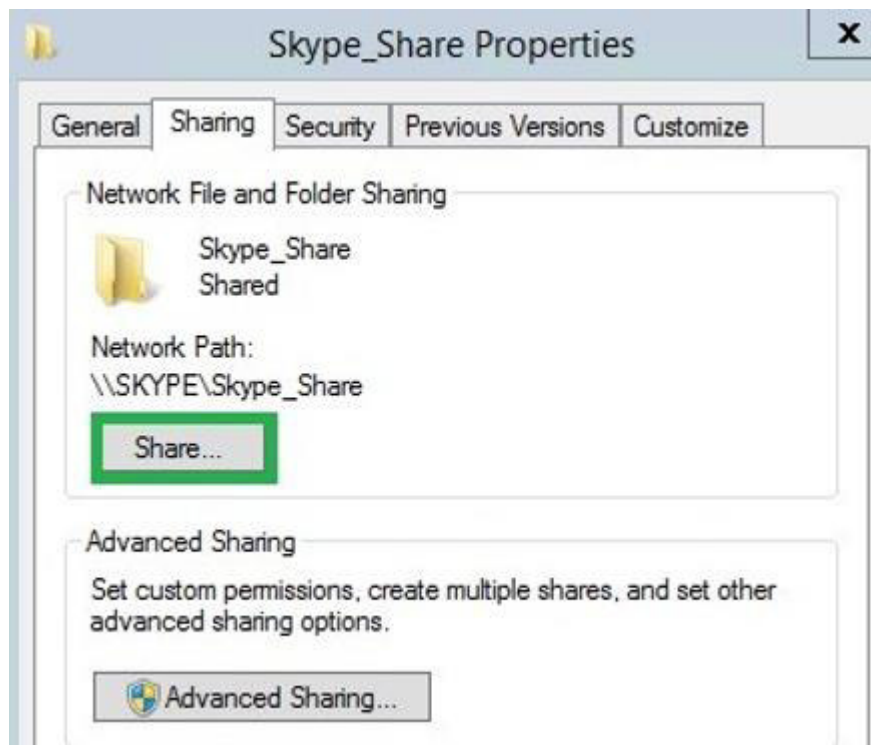 Skype_Share Properties
x
General Sharing Security Previous Versions Customize
Network File and Folder Sharing
Skype_Share
Shared
Network Path:
\\SKYPE\Skype_Share
Share...
Advanced Sharing
Set custom permissions, create multiple shares, and set other
advanced sharing options.
Advanced Sharing...